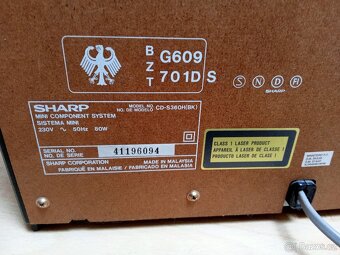 B
Z
T
G609
701D S
S N D FI
SHARP
MODEL NO.
NO. DE MODELO
CD-S360H(BK)
MINI COMPONENT SYSTEM
SISTEMA MINI
230V ∿ 50Hz 60W
SERIAL NO.
NO. DE SERIE
41196094
SHARP CORPORATION
MADE IN MALAYSIA
FABRIQUÉ EN MALAISIE / FABRICADO EN MALASIA
CLASS 1 LASER PRODUCT
APPAREIL À LASER DE CLASSE 1
PRODUCTO LASER DE CLASE 1